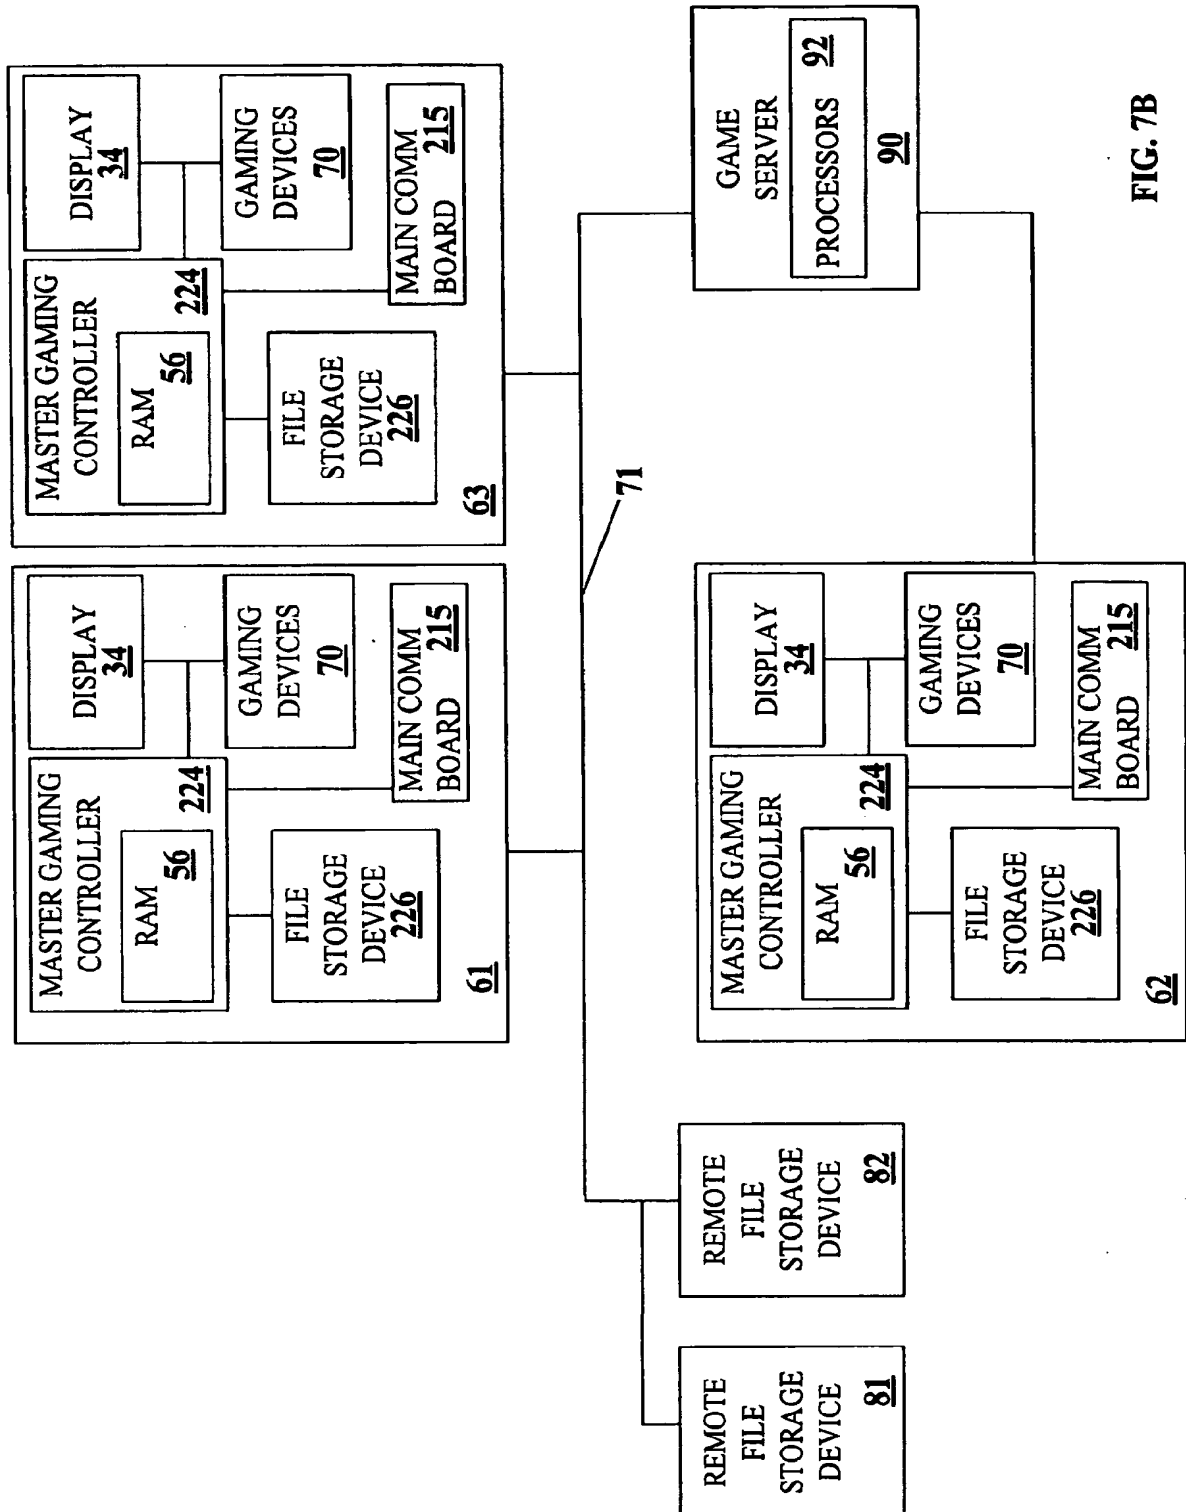 MASTER GAMING
CONTROLLER
224
RAM
56
FILE
STORAGE
DEVICE
226
DISPLAY
34
GAMING
DEVICES
70
MAIN COMM
BOARD
215
61
MASTER GAMING
CONTROLLER
224
RAM
56
FILE
STORAGE
DEVICE
226
DISPLAY
34
GAMING
DEVICES
70
MAIN COMM
BOARD
215
63
71
REMOTE
FILE
STORAGE
DEVICE
81
REMOTE
FILE
STORAGE
DEVICE
82
MASTER GAMING
CONTROLLER
224
RAM
56
FILE
STORAGE
DEVICE
226
DISPLAY
34
GAMING
DEVICES
70
MAIN COMM
BOARD
215
62
GAME
SERVER
PROCESSORS
92
90
FIG. 7B